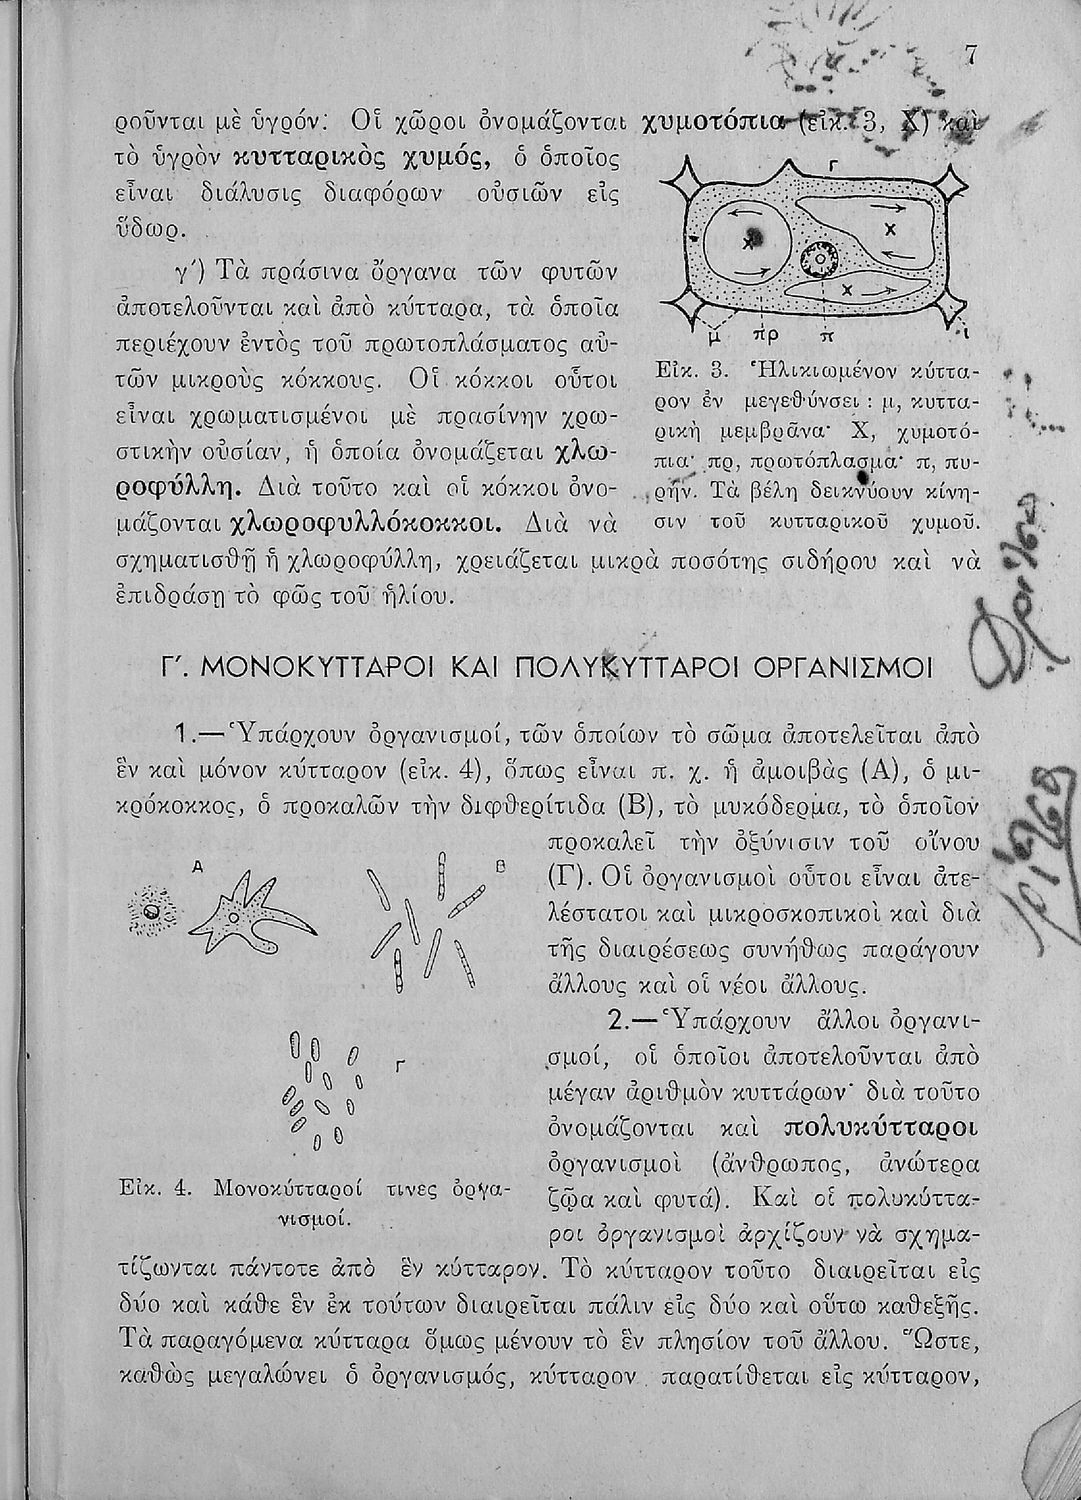 7
ροῦνται μὲ ὑγρόν: Οἱ χῶροι ὀνομάζονται χυμοτόπια (εἰκ. 3, Χ) καὶ
τὸ ὑγρὸν κυτταρικὸς χυμός, ὁ ὁποῖος
εἶναι διάλυσις διαφόρων οὐσιῶν εἰς
ὕδωρ.
γ΄) Τὰ πράσινα ὄργανα τῶν φυτῶν
ἀποτελοῦνται καὶ ἀπὸ κύτταρα, τὰ ὁποῖα
περιέχουν ἐντὸς τοῦ πρωτοπλάσματος αὐ-
τῶν μικροὺς κόκκους. Οἱ κόκκοι οὗτοι
εἶναι χρωματισμένοι μὲ πρασίνην χρω-
στικὴν οὐσίαν, ἡ ὁποία ὀνομάζεται χλω-
ροφύλλη. Διὰ τοῦτο καὶ οἱ κόκκοι ὀνο-
μάζονται χλωροφυλλόκοκκοι. Διὰ νὰ
Γ
Χ
Χ
Χ
μ πρ π ι
Εἰκ. 3. Ἡλικιωμένον κύττα-
ρον ἐν μεγεθύνσει : μ, κυττα-
ρικὴ μεμβρᾶνα· Χ, χυμοτό-
πια· πρ, πρωτόπλασμα· π, πυ-
ρήν. Τὰ βέλη δεικνύουν κίνη-
σιν τοῦ κυτταρικοῦ χυμοῦ.
σχηματισθῇ ἡ χλωροφύλλη, χρειάζεται μικρὰ ποσότης σιδήρου καὶ νὰ
ἐπιδράσῃ τὸ φῶς τοῦ ἡλίου.
Γ΄. ΜΟΝΟΚΥΤΤΑΡΟΙ ΚΑΙ ΠΟΛΥΚΥΤΤΑΡΟΙ ΟΡΓΑΝΙΣΜΟΙ
1.—Ὑπάρχουν ὀργανισμοί, τῶν ὁποίων τὸ σῶμα ἀποτελεῖται ἀπὸ
ἓν καὶ μόνον κύτταρον (εἰκ. 4), ὅπως εἶναι π. χ. ἡ ἀμοιβὰς (Α), ὁ μι-
κρόκοκκος, ὁ προκαλῶν τὴν διφθερίτιδα (Β), τὸ μυκόδερμα, τὸ ὁποῖον
προκαλεῖ τὴν ὀξύνισιν τοῦ οἴνου
(Γ). Οἱ ὀργανισμοὶ οὗτοι εἶναι ἀτε-
λέστατοι καὶ μικροσκοπικοὶ καὶ διὰ
τῆς διαιρέσεως συνήθως παράγουν
ἄλλους καὶ οἱ νέοι ἄλλους.
Α
Β
Γ
Εἰκ. 4. Μονοκύτταροί τινες ὀργα-
νισμοί.
2.—Ὑπάρχουν ἄλλοι ὀργανι-
σμοί, οἱ ὁποῖοι ἀποτελοῦνται ἀπὸ
μέγαν ἀριθμὸν κυττάρων· διὰ τοῦτο
ὀνομάζονται καὶ πολυκύτταροι
ὀργανισμοὶ (ἄνθρωπος, ἀνώτερα
ζῷα καὶ φυτά). Καὶ οἱ πολυκύττα-
ροι ὀργανισμοὶ ἀρχίζουν νὰ σχημα-
τίζωνται πάντοτε ἀπὸ ἓν κύτταρον. Τὸ κύτταρον τοῦτο διαιρεῖται εἰς
δύο καὶ κάθε ἓν ἐκ τούτων διαιρεῖται πάλιν εἰς δύο καὶ οὕτω καθεξῆς.
Τὰ παραγόμενα κύτταρα ὅμως μένουν τὸ ἓν πλησίον τοῦ ἄλλου. Ὥστε,
καθὼς μεγαλώνει ὁ ὀργανισμός, κύτταρον παρατίθεται εἰς κύτταρον,